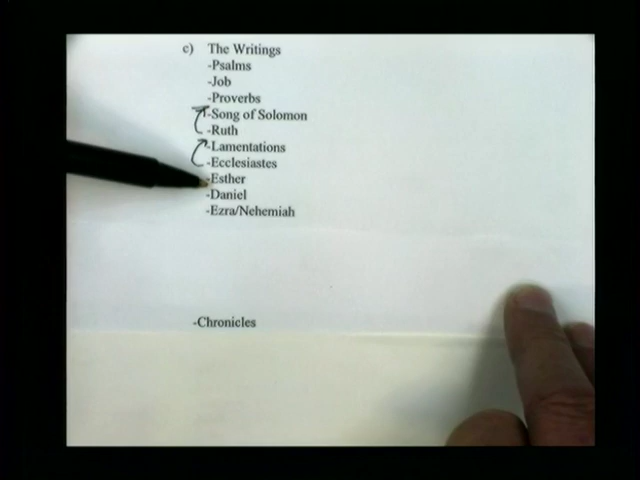 c) The Writings
-Psalms
-Job
-Proverbs
-Song of Solomon
-Ruth
-Lamentations
-Ecclesiastes
-Esther
-Daniel
-Ezra/Nehemiah
-Chronicles